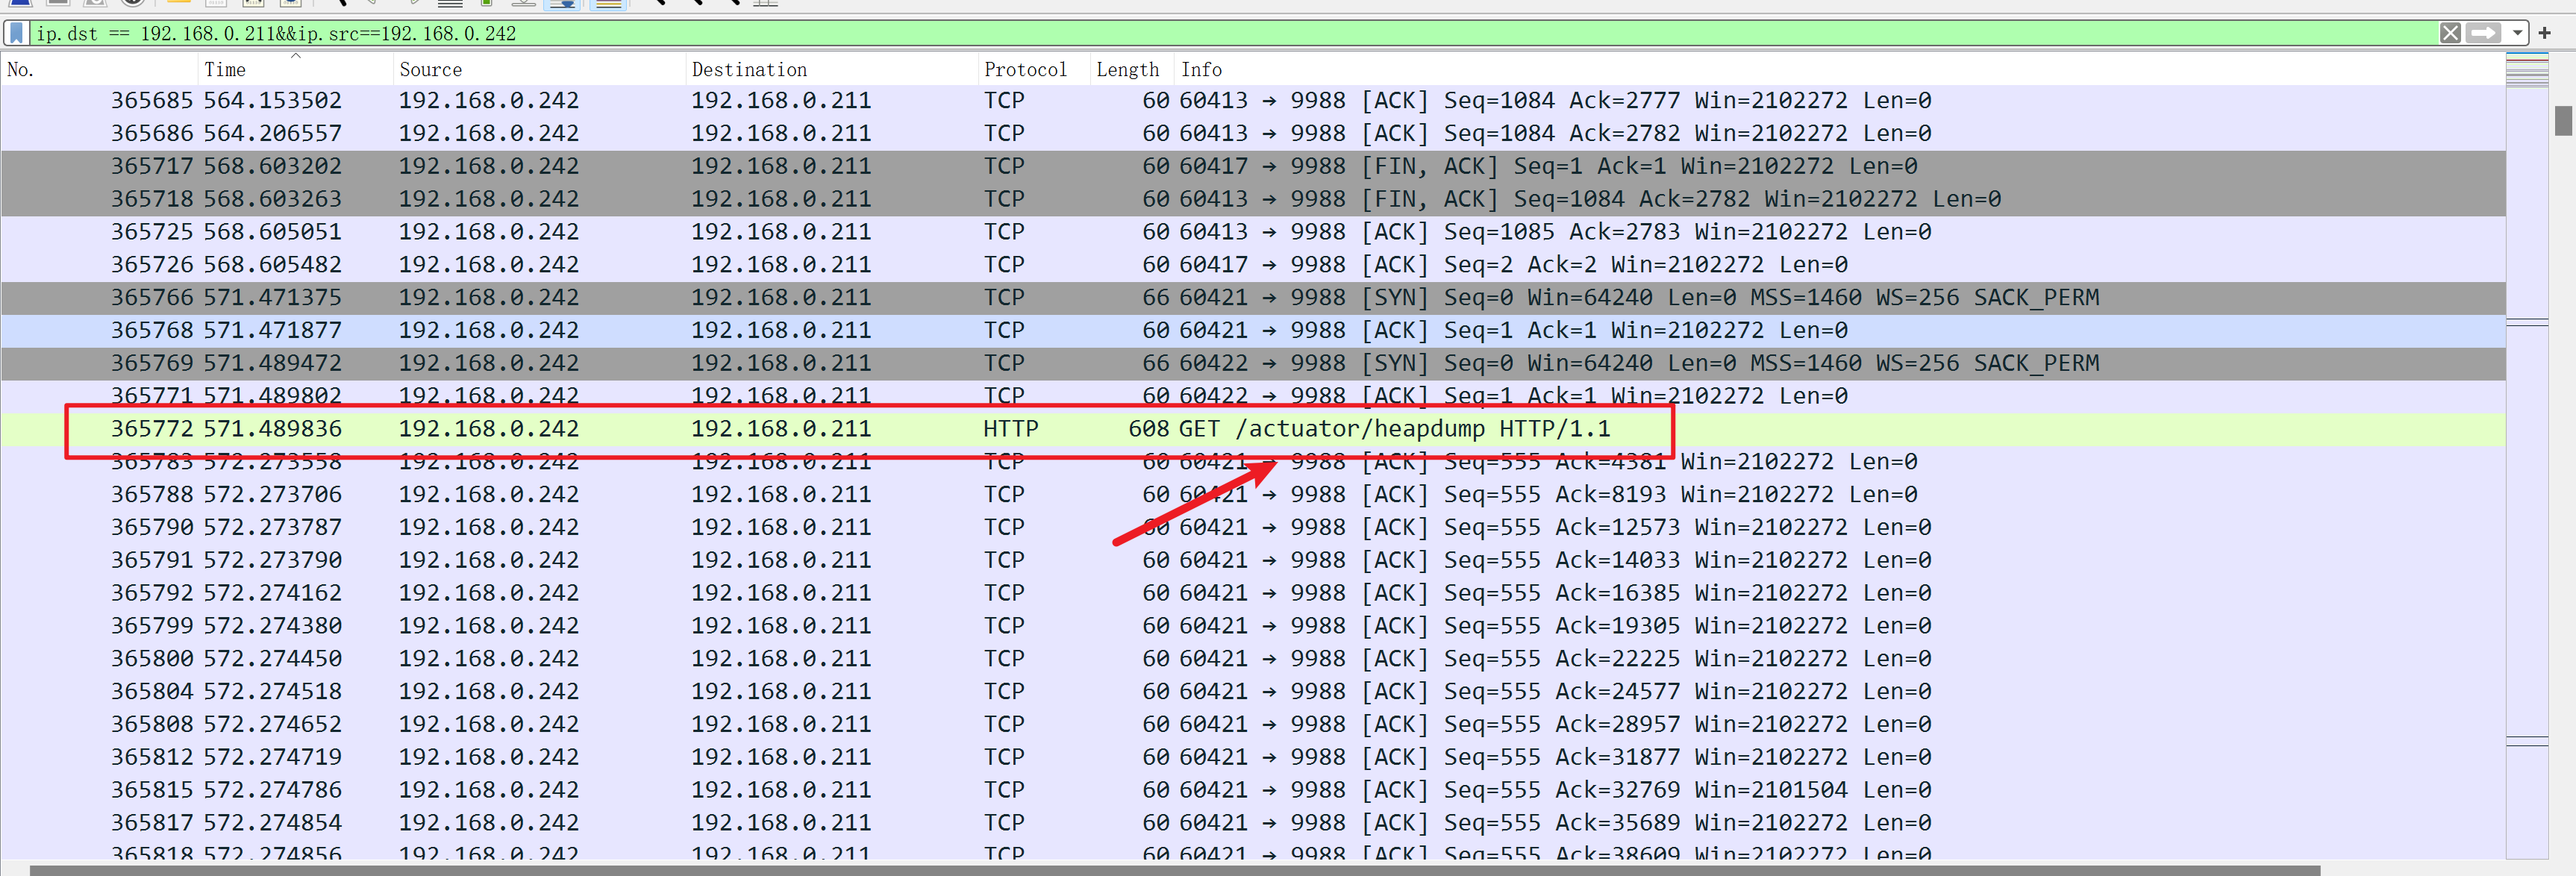 ip.dst == 192.168.0.211&&ip.src==192.168.0.242
No. Time Source Destination Protocol Length Info
365685 564.153502 192.168.0.242 192.168.0.211 TCP 60 60413 → 9988 [ACK] Seq=1084 Ack=2777 Win=2102272 Len=0
365686 564.206557 192.168.0.242 192.168.0.211 TCP 60 60413 → 9988 [ACK] Seq=1084 Ack=2782 Win=2102272 Len=0
365717 568.603202 192.168.0.242 192.168.0.211 TCP 60 60417 → 9988 [FIN, ACK] Seq=1 Ack=1 Win=2102272 Len=0
365718 568.603263 192.168.0.242 192.168.0.211 TCP 60 60413 → 9988 [FIN, ACK] Seq=1084 Ack=2782 Win=2102272 Len=0
365725 568.605051 192.168.0.242 192.168.0.211 TCP 60 60413 → 9988 [ACK] Seq=1085 Ack=2783 Win=2102272 Len=0
365726 568.605482 192.168.0.242 192.168.0.211 TCP 60 60417 → 9988 [ACK] Seq=2 Ack=2 Win=2102272 Len=0
365766 571.471375 192.168.0.242 192.168.0.211 TCP 66 60421 → 9988 [SYN] Seq=0 Win=64240 Len=0 MSS=1460 WS=256 SACK_PERM
365768 571.471877 192.168.0.242 192.168.0.211 TCP 60 60421 → 9988 [ACK] Seq=1 Ack=1 Win=2102272 Len=0
365769 571.489472 192.168.0.242 192.168.0.211 TCP 66 60422 → 9988 [SYN] Seq=0 Win=64240 Len=0 MSS=1460 WS=256 SACK_PERM
365771 571.489802 192.168.0.242 192.168.0.211 TCP 60 60422 → 9988 [ACK] Seq=1 Ack=1 Win=2102272 Len=0
365772 571.489836 192.168.0.242 192.168.0.211 HTTP 608 GET /actuator/heapdump HTTP/1.1
365783 572.273558 192.168.0.242 192.168.0.211 TCP 60 60421 → 9988 [ACK] Seq=555 Ack=4381 Win=2102272 Len=0
365788 572.273706 192.168.0.242 192.168.0.211 TCP 60 60421 → 9988 [ACK] Seq=555 Ack=8193 Win=2102272 Len=0
365790 572.273787 192.168.0.242 192.168.0.211 TCP 60 60421 → 9988 [ACK] Seq=555 Ack=12573 Win=2102272 Len=0
365791 572.273790 192.168.0.242 192.168.0.211 TCP 60 60421 → 9988 [ACK] Seq=555 Ack=14033 Win=2102272 Len=0
365792 572.274162 192.168.0.242 192.168.0.211 TCP 60 60421 → 9988 [ACK] Seq=555 Ack=16385 Win=2102272 Len=0
365799 572.274380 192.168.0.242 192.168.0.211 TCP 60 60421 → 9988 [ACK] Seq=555 Ack=19305 Win=2102272 Len=0
365800 572.274450 192.168.0.242 192.168.0.211 TCP 60 60421 → 9988 [ACK] Seq=555 Ack=22225 Win=2102272 Len=0
365804 572.274518 192.168.0.242 192.168.0.211 TCP 60 60421 → 9988 [ACK] Seq=555 Ack=24577 Win=2102272 Len=0
365808 572.274652 192.168.0.242 192.168.0.211 TCP 60 60421 → 9988 [ACK] Seq=555 Ack=28957 Win=2102272 Len=0
365812 572.274719 192.168.0.242 192.168.0.211 TCP 60 60421 → 9988 [ACK] Seq=555 Ack=31877 Win=2102272 Len=0
365815 572.274786 192.168.0.242 192.168.0.211 TCP 60 60421 → 9988 [ACK] Seq=555 Ack=32769 Win=2101504 Len=0
365817 572.274854 192.168.0.242 192.168.0.211 TCP 60 60421 → 9988 [ACK] Seq=555 Ack=35689 Win=2102272 Len=0
365818 572.274856 192.168.0.242 192.168.0.211 TCP 60 60421 → 9988 [ACK] Seq=555 Ack=38609 Win=2102272 Len=0